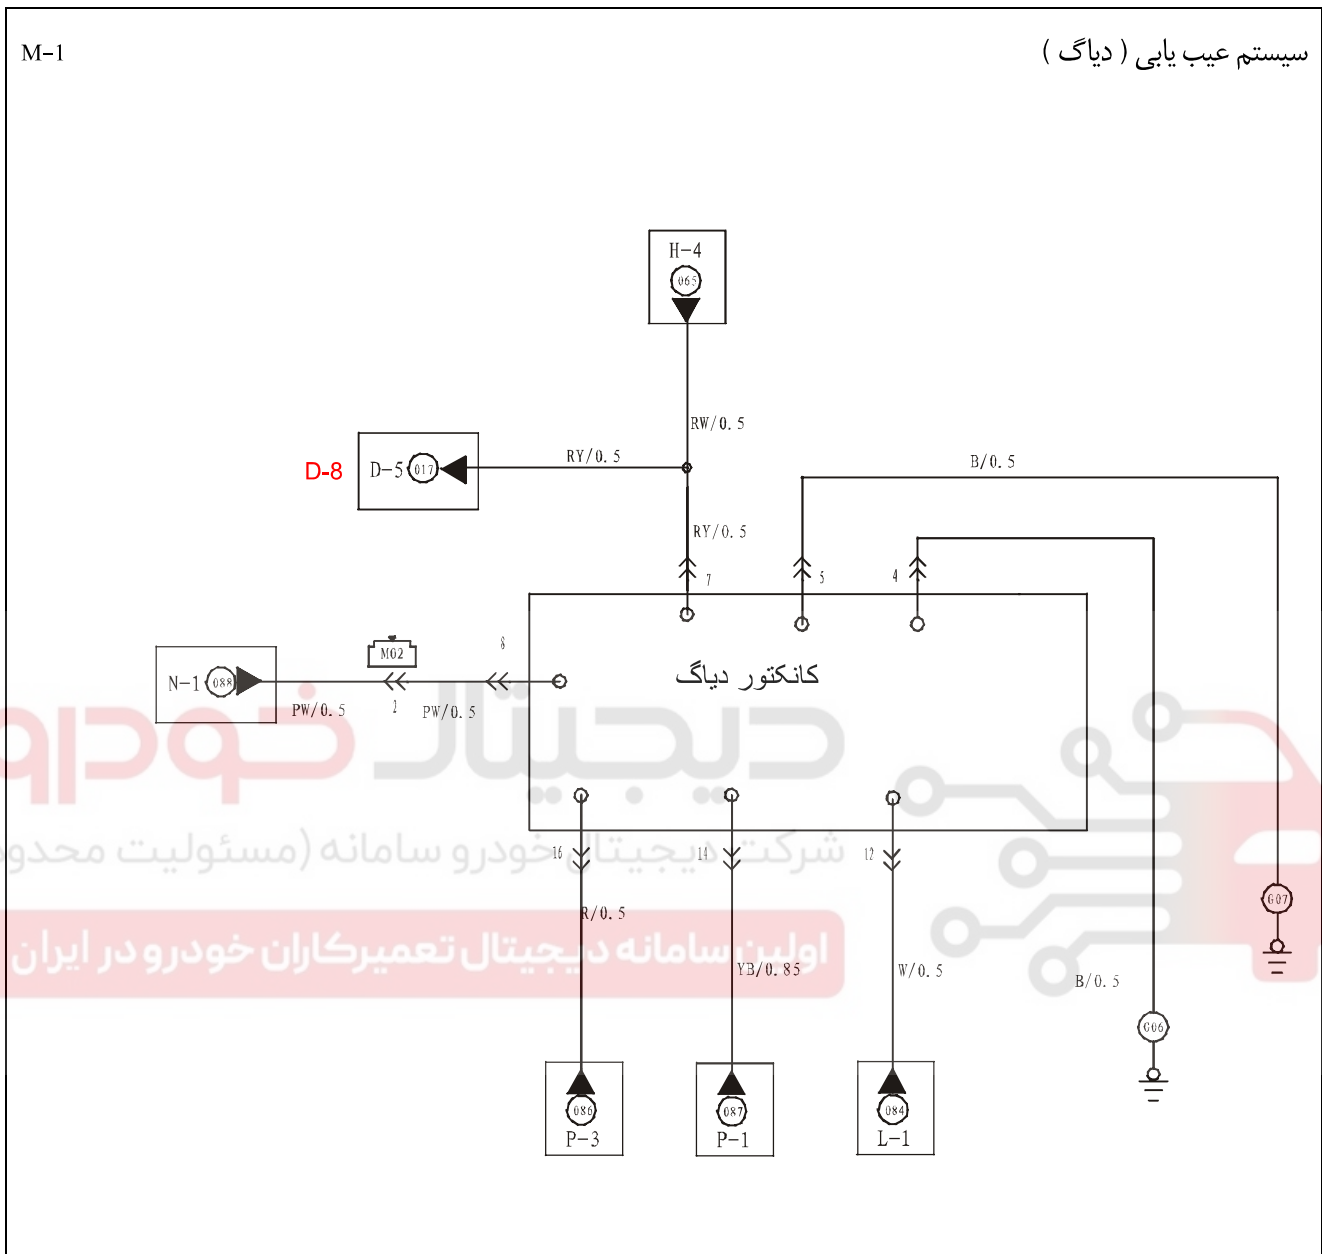 M-1
سیستم عیب یابی ( دیاگ )
H-4
065
RW/0.5
D-8
D-5
017
RY/0.5
B/0.5
RY/0.5
7
5
4
8
M02
N-1
088
PW/0.5
2
PW/0.5
کانکتور دیاگ
دیجیتال خودرو
شرکت دیجیتال خودرو سامانه (مسئولیت محدود
16
14
12
R/0.5
G07
اولین سامانه دیجیتال تعمیرکاران خودرو در ایران
YB/0.85
W/0.5
B/0.5
G06
086
P-3
087
P-1
084
L-1